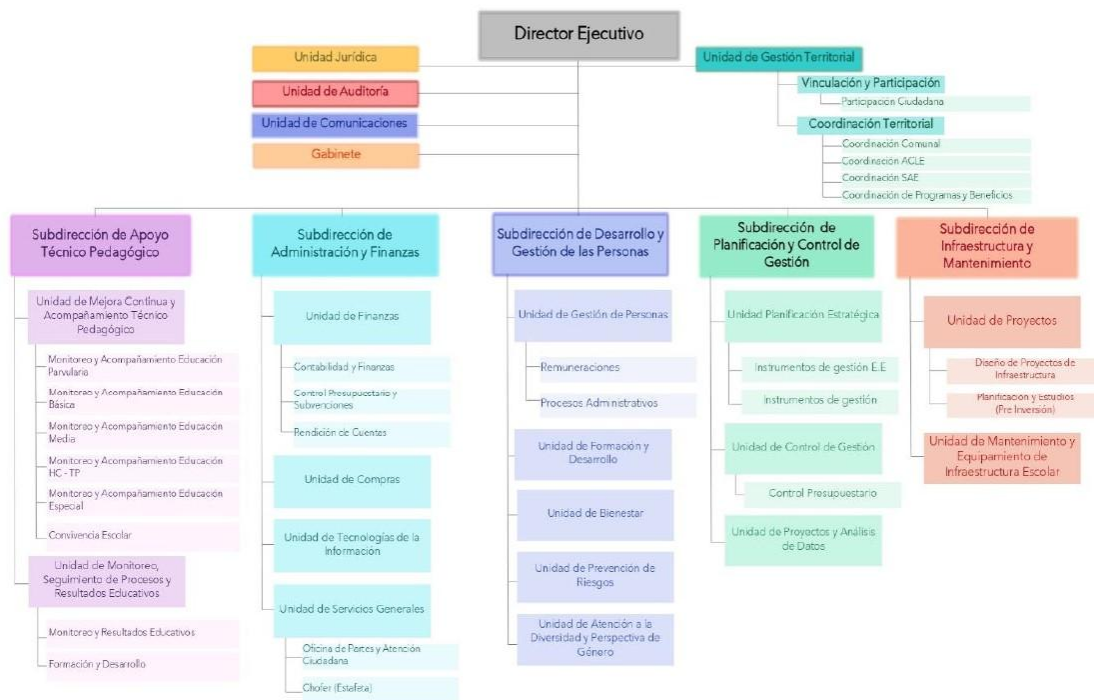 Director Ejecutivo
Unidad Jurídica
Unidad de Auditoría
Unidad de Comunicaciones
Gabinete
Unidad de Gestión Territorial
Vinculación y Participación
Participación Ciudadana
Coordinación Territorial
Coordinación Comunal
Coordinación ACLE
Coordinación SAE
Coordinación de Programas y Beneficios
Subdirección de Apoyo
Técnico Pedagógico
Unidad de Mejora Contínua y
Acompañamiento Técnico
Pedagógico
Monitoreo y Acompañamiento Educación
Parvularia
Monitoreo y Acompañamiento Educación
Básica
Monitoreo y Acompañamiento Educación
Media
Monitoreo y Acompañamiento Educación
HC - TP
Monitoreo y Acompañamiento Educación
Especial
Convivencia Escolar
Unidad de Monitoreo,
Seguimiento de Procesos y
Resultados Educativos
Monitoreo y Resultados Educativos
Formación y Desarrollo
Subdirección de
Administración y Finanzas
Unidad de Finanzas
Contabilidad y Finanzas
Control Presupuestario y
Subvenciones
Rendición de Cuentas
Unidad de Compras
Unidad de Tecnologías de la
Información
Unidad de Servicios Generales
Oficina de Partes y Atención
Ciudadana
Chofer (Estafeta)
Subdirección de Desarrollo y
Gestión de las Personas
Unidad de Gestión de Personas
Remuneraciones
Procesos Administrativos
Unidad de Formación y
Desarrollo
Unidad de Bienestar
Unidad de Prevención de
Riesgos
Unidad de Atención a la
Diversidad y Perspectiva de
Género
Subdirección de
Planificación y Control de
Gestión
Unidad Planificación Estratégica
Instrumentos de gestión E.E
Instrumentos de gestión
Unidad de Control de Gestión
Control Presupuestario
Unidad de Proyectos y Análisis
de Datos
Subdirección de
Infraestructura y
Mantenimiento
Unidad de Proyectos
Diseño de Proyectos de
Infraestructura
Planificación y Estudios
(Pre Inversión)
Unidad de Mantenimiento y
Equipamiento de
Infraestructura Escolar